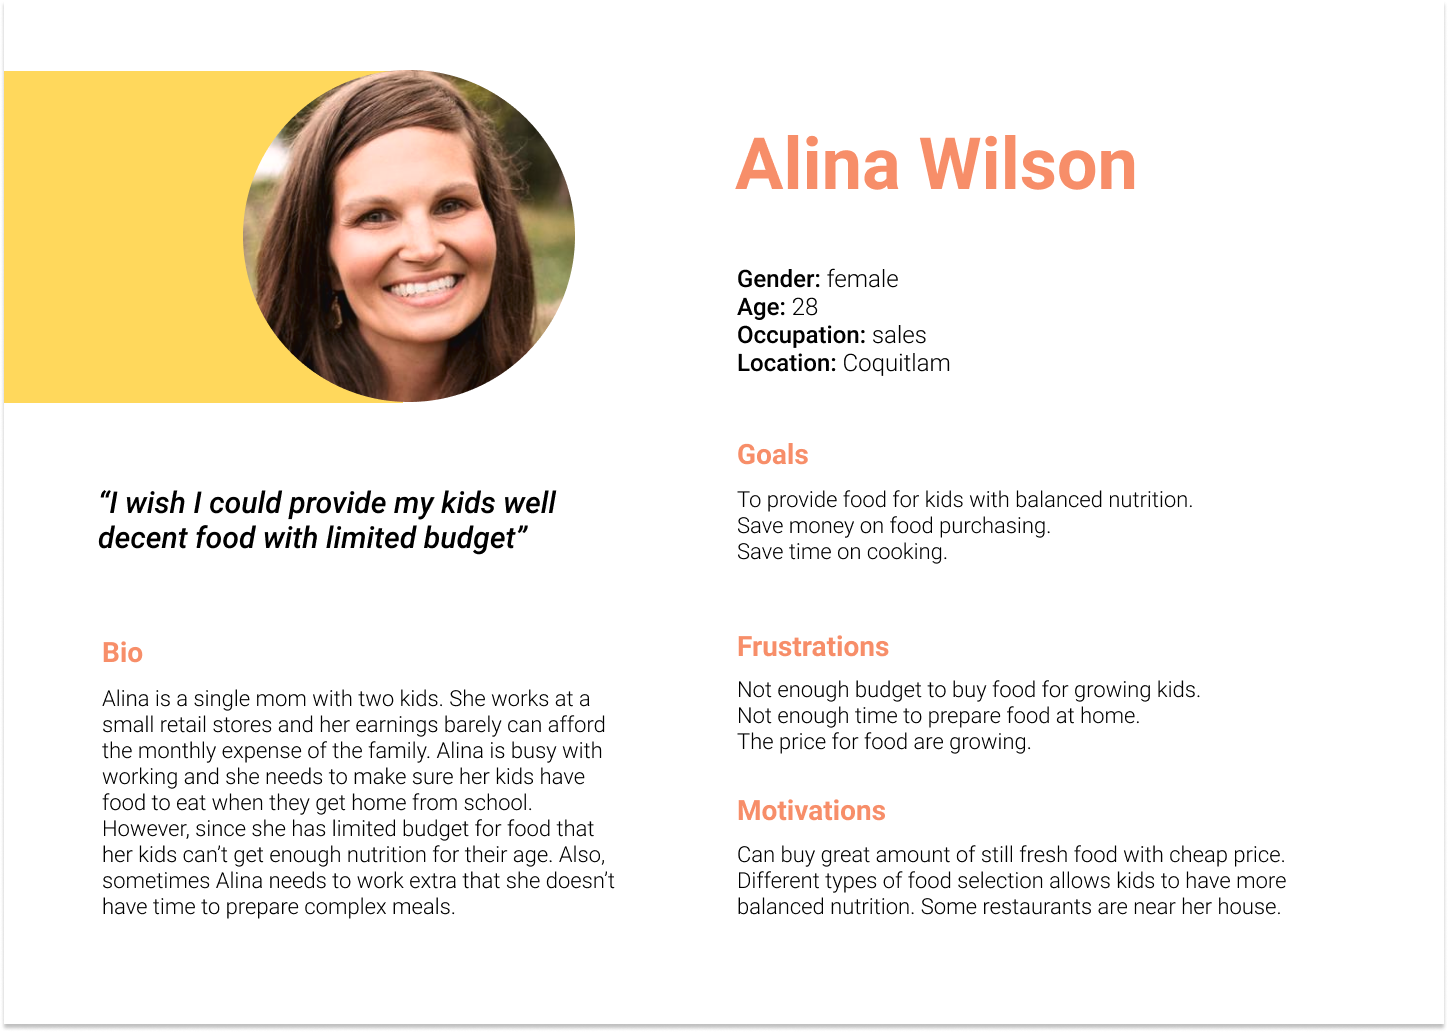 Alina Wilson
Gender: female
Age: 28
Occupation: sales
Location: Coquitlam
“I wish I could provide my kids well
decent food with limited budget”
Bio
Alina is a single mom with two kids. She works at a
small retail stores and her earnings barely can afford
the monthly expense of the family. Alina is busy with
working and she needs to make sure her kids have
food to eat when they get home from school.
However, since she has limited budget for food that
her kids can’t get enough nutrition for their age. Also,
sometimes Alina needs to work extra that she doesn’t
have time to prepare complex meals.
Goals
To provide food for kids with balanced nutrition.
Save money on food purchasing.
Save time on cooking.
Frustrations
Not enough budget to buy food for growing kids.
Not enough time to prepare food at home.
The price for food are growing.
Motivations
Can buy great amount of still fresh food with cheap price.
Different types of food selection allows kids to have more
balanced nutrition. Some restaurants are near her house.